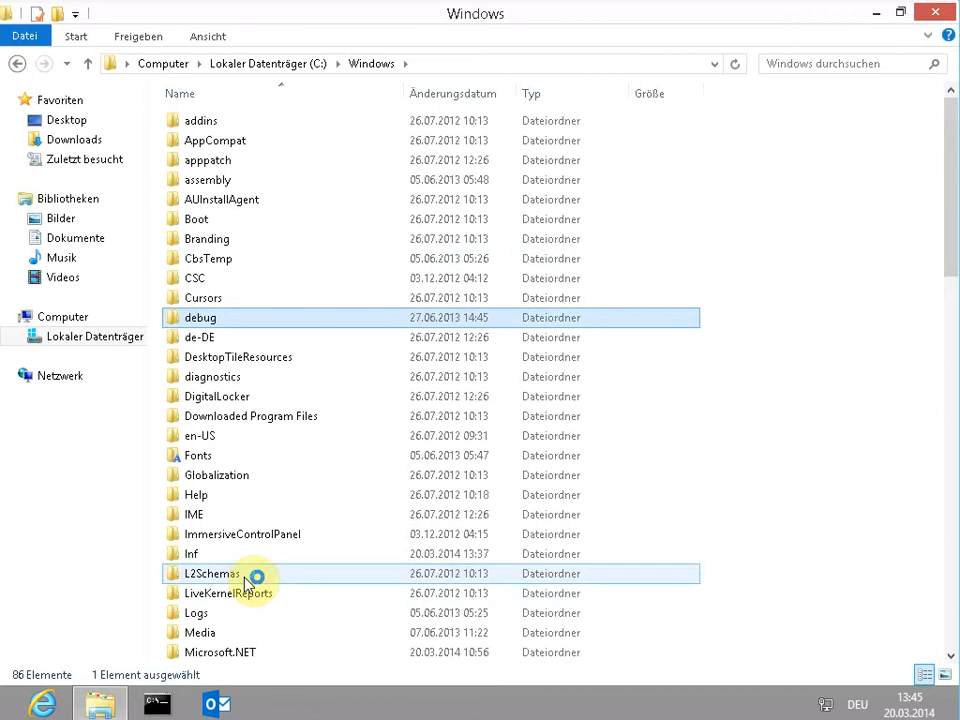 Windows
Datei Start Freigeben Ansicht
Computer Lokaler Datenträger (C:) Windows Windows durchsuchen
Name Änderungsdatum Typ Größe
Favoriten
Desktop
Downloads
Zuletzt besucht
Bibliotheken
Bilder
Dokumente
Musik
Videos
Computer
Lokaler Datenträger
Netzwerk
addins 26.07.2012 10:13 Dateiordner
AppCompat 26.07.2012 10:13 Dateiordner
apppatch 26.07.2012 12:26 Dateiordner
assembly 05.06.2013 05:48 Dateiordner
AUInstallAgent 26.07.2012 10:13 Dateiordner
Boot 26.07.2012 10:13 Dateiordner
Branding 26.07.2012 10:13 Dateiordner
CbsTemp 05.06.2013 05:26 Dateiordner
CSC 03.12.2012 04:12 Dateiordner
Cursors 26.07.2012 10:13 Dateiordner
debug 27.06.2013 14:45 Dateiordner
de-DE 26.07.2012 12:26 Dateiordner
DesktopTileResources 26.07.2012 10:13 Dateiordner
diagnostics 26.07.2012 10:13 Dateiordner
DigitalLocker 26.07.2012 12:26 Dateiordner
Downloaded Program Files 26.07.2012 10:13 Dateiordner
en-US 26.07.2012 09:31 Dateiordner
Fonts 05.06.2013 05:47 Dateiordner
Globalization 26.07.2012 10:13 Dateiordner
Help 26.07.2012 10:18 Dateiordner
IME 26.07.2012 12:26 Dateiordner
ImmersiveControlPanel 03.12.2012 04:15 Dateiordner
Inf 20.03.2014 13:37 Dateiordner
L2Schemas 26.07.2012 10:13 Dateiordner
LiveKernelReports 26.07.2012 10:13 Dateiordner
Logs 05.06.2013 05:25 Dateiordner
Media 07.06.2013 11:22 Dateiordner
Microsoft.NET 20.03.2014 10:56 Dateiordner
86 Elemente 1 Element ausgewählt
DEU
13:45
20.03.2014